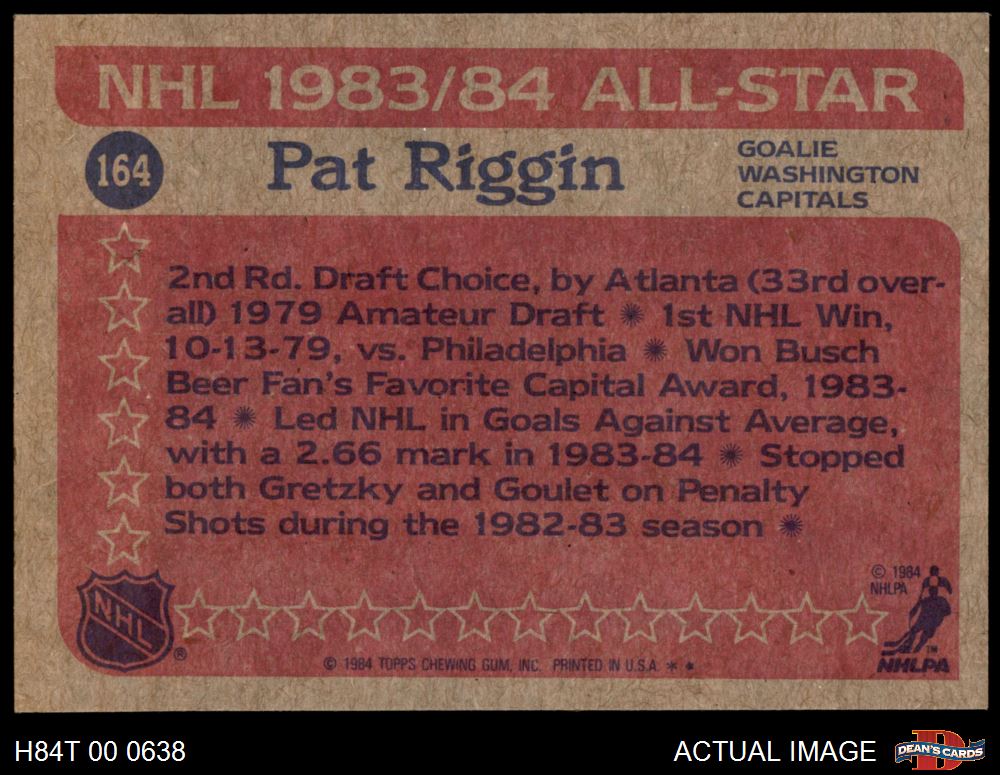 NHL 1983/84 ALL-STAR
164
Pat Riggin
GOALIE
WASHINGTON
CAPITALS
2nd Rd. Draft Choice, by Atlanta (33rd over-
all) 1979 Amateur Draft ✺ 1st NHL Win,
10-13-79, vs. Philadelphia ✺ Won Busch
Beer Fan's Favorite Capital Award, 1983-
84 ✺ Led NHL in Goals Against Average,
with a 2.66 mark in 1983-84 ✺ Stopped
both Gretzky and Goulet on Penalty
Shots during the 1982-83 season ✺
© 1984
NHLPA
NHL ®
TM
NHLPA
© 1984 TOPPS CHEWING GUM, INC. PRINTED IN U.S.A. * *
H84T 00 0638
ACTUAL IMAGE
DEAN'S CARDS